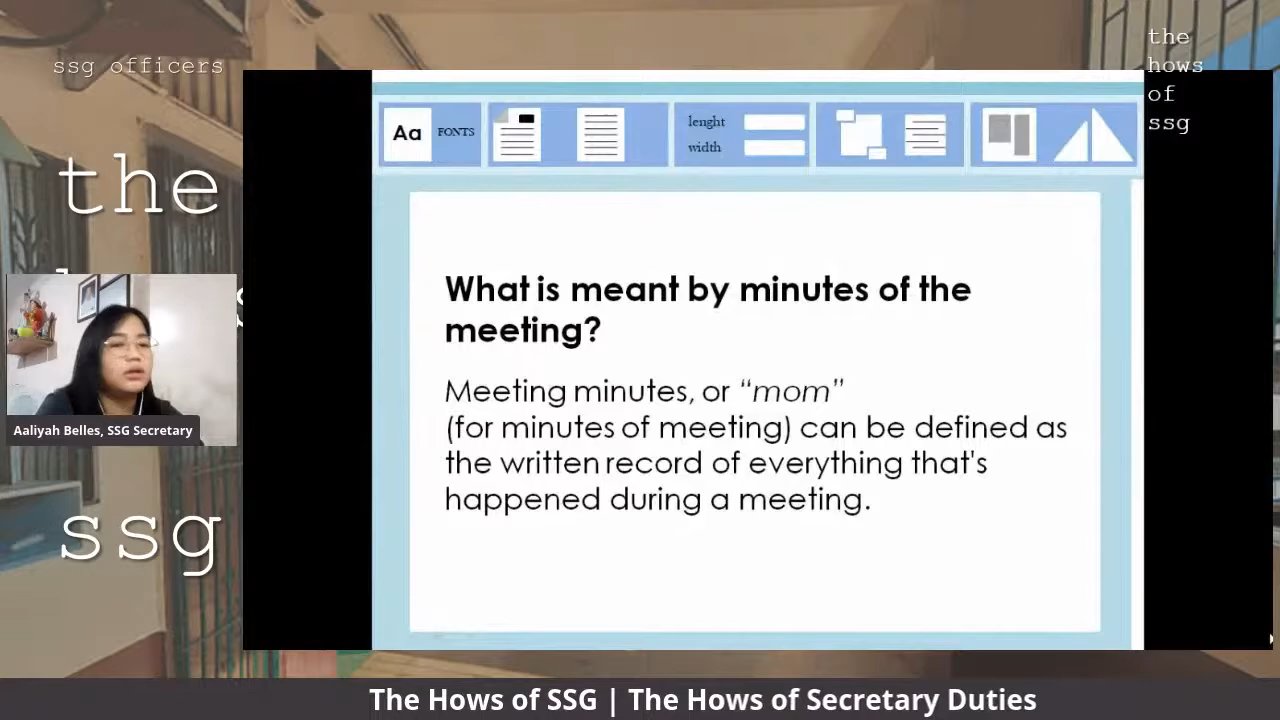 ssg officers
the
ssg
the
hows
of
ssg
Aa
FONTS
lenght
width
What is meant by minutes of the
meeting?
Meeting minutes, or “mom”
(for minutes of meeting) can be defined as
the written record of everything that's
happened during a meeting.
Aaliyah Belles, SSG Secretary
The Hows of SSG | The Hows of Secretary Duties